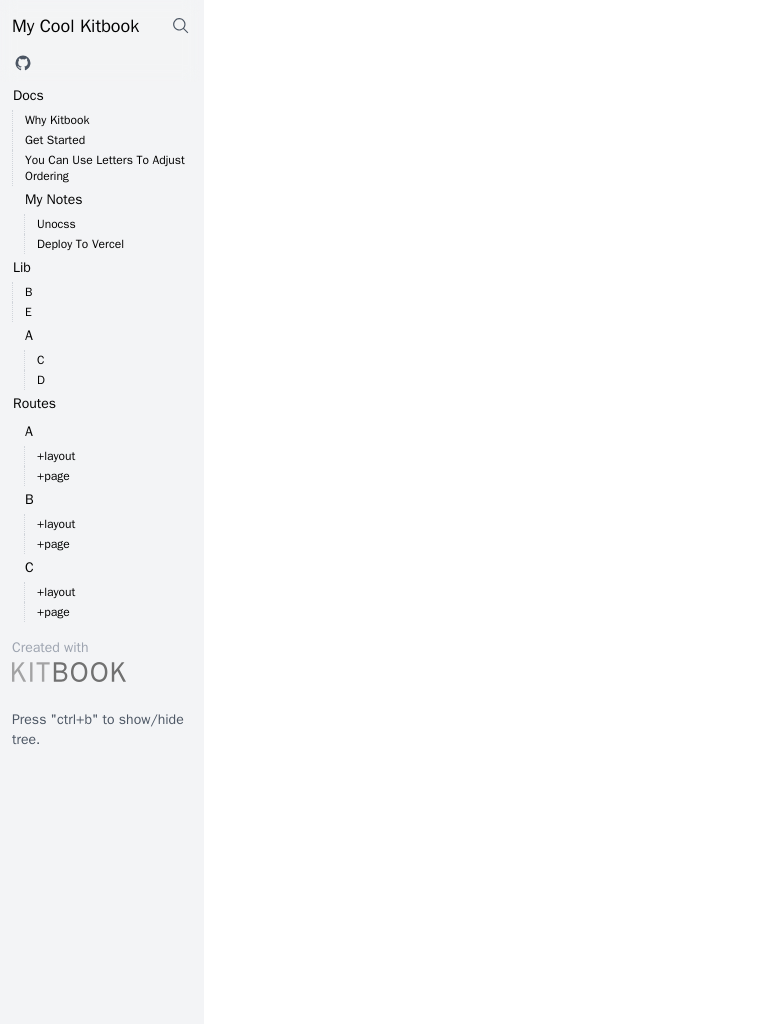 My Cool Kitbook
Docs
Why Kitbook
Get Started
You Can Use Letters To Adjust
Ordering
My Notes
Unocss
Deploy To Vercel
Lib
B
E
A
C
D
Routes
A
+layout
+page
B
+layout
+page
C
+layout
+page
Created with
KITBOOK
Press "ctrl+b" to show/hide
tree.